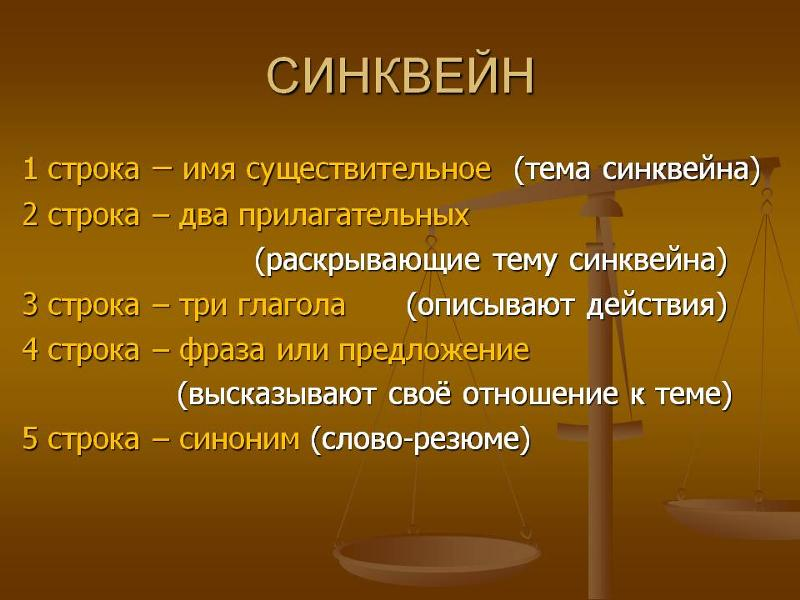 СИНКВЕЙН
1 строка – имя существительное (тема синквейна)
2 строка – два прилагательных
(раскрывающие тему синквейна)
3 строка – три глагола (описывают действия)
4 строка – фраза или предложение
(высказывают своё отношение к теме)
5 строка – синоним (слово-резюме)